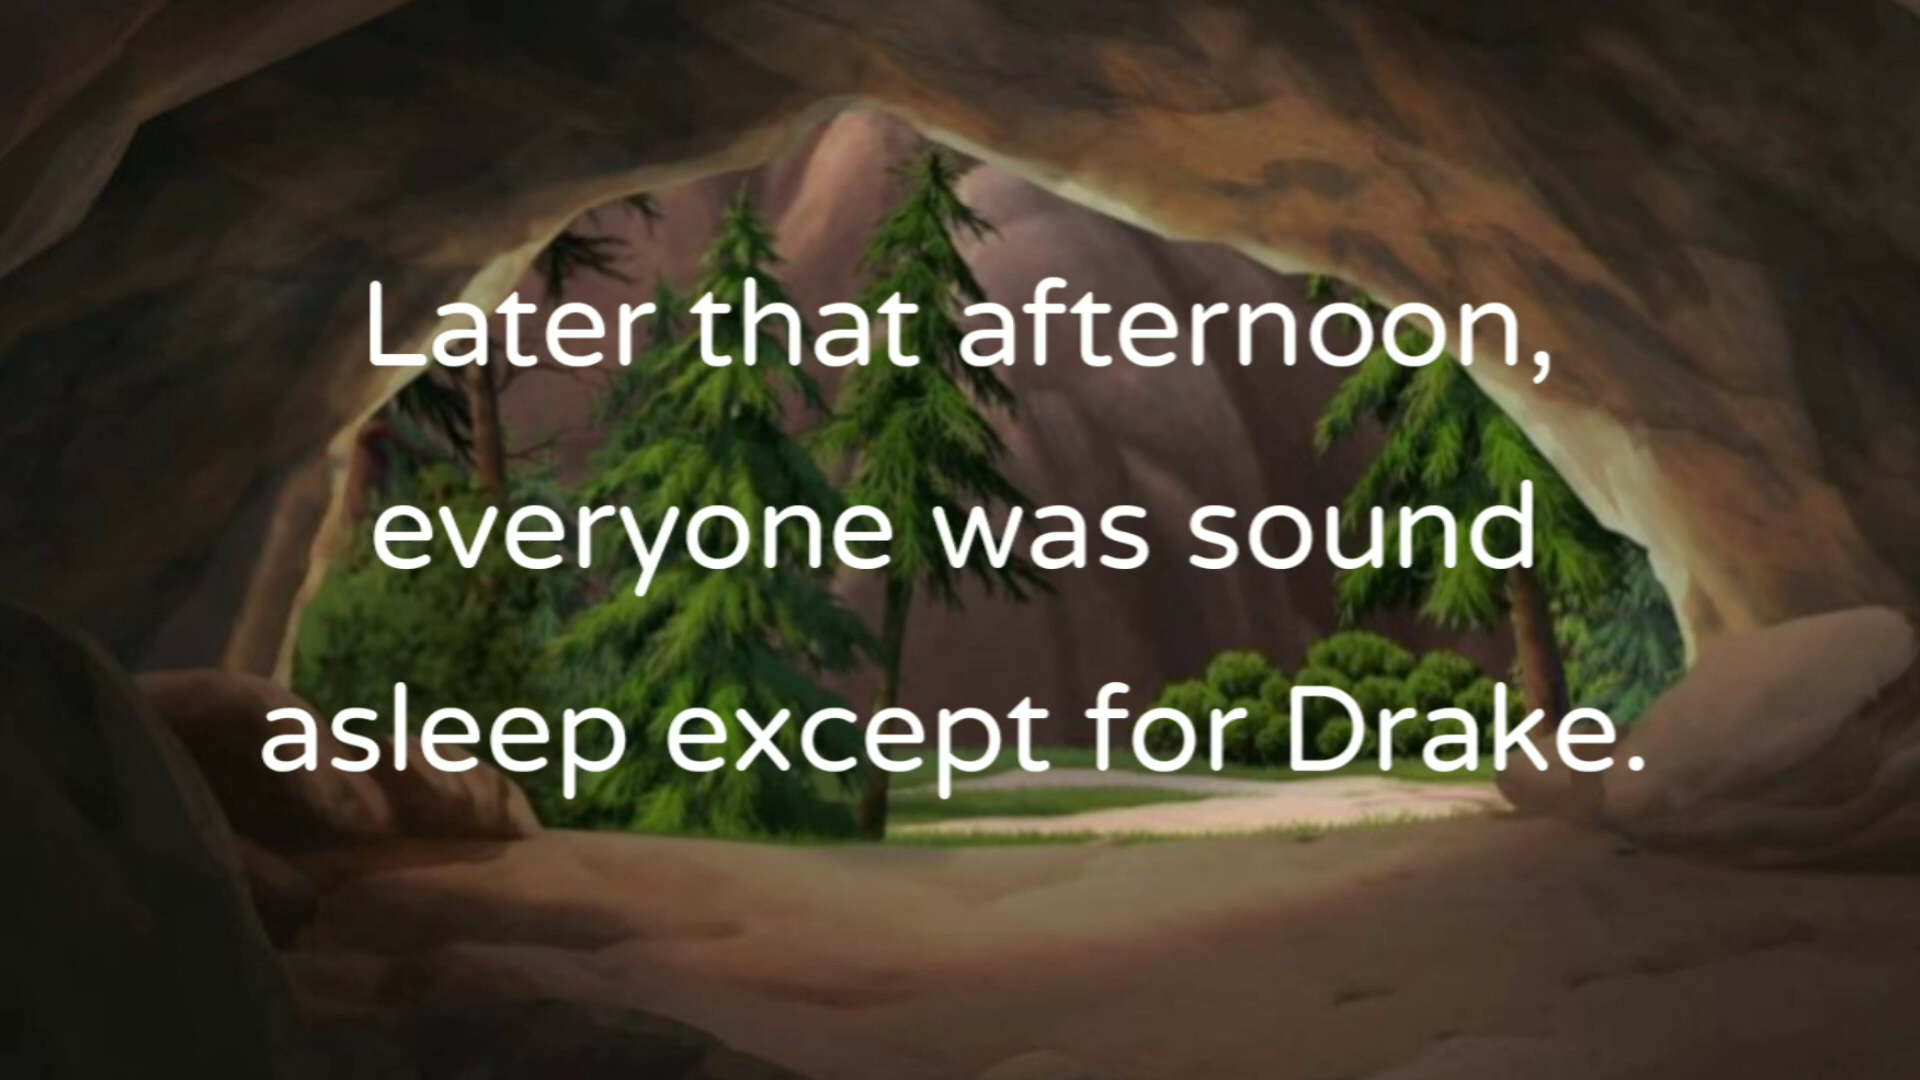 Later that afternoon,
everyone was sound
asleep except for Drake.